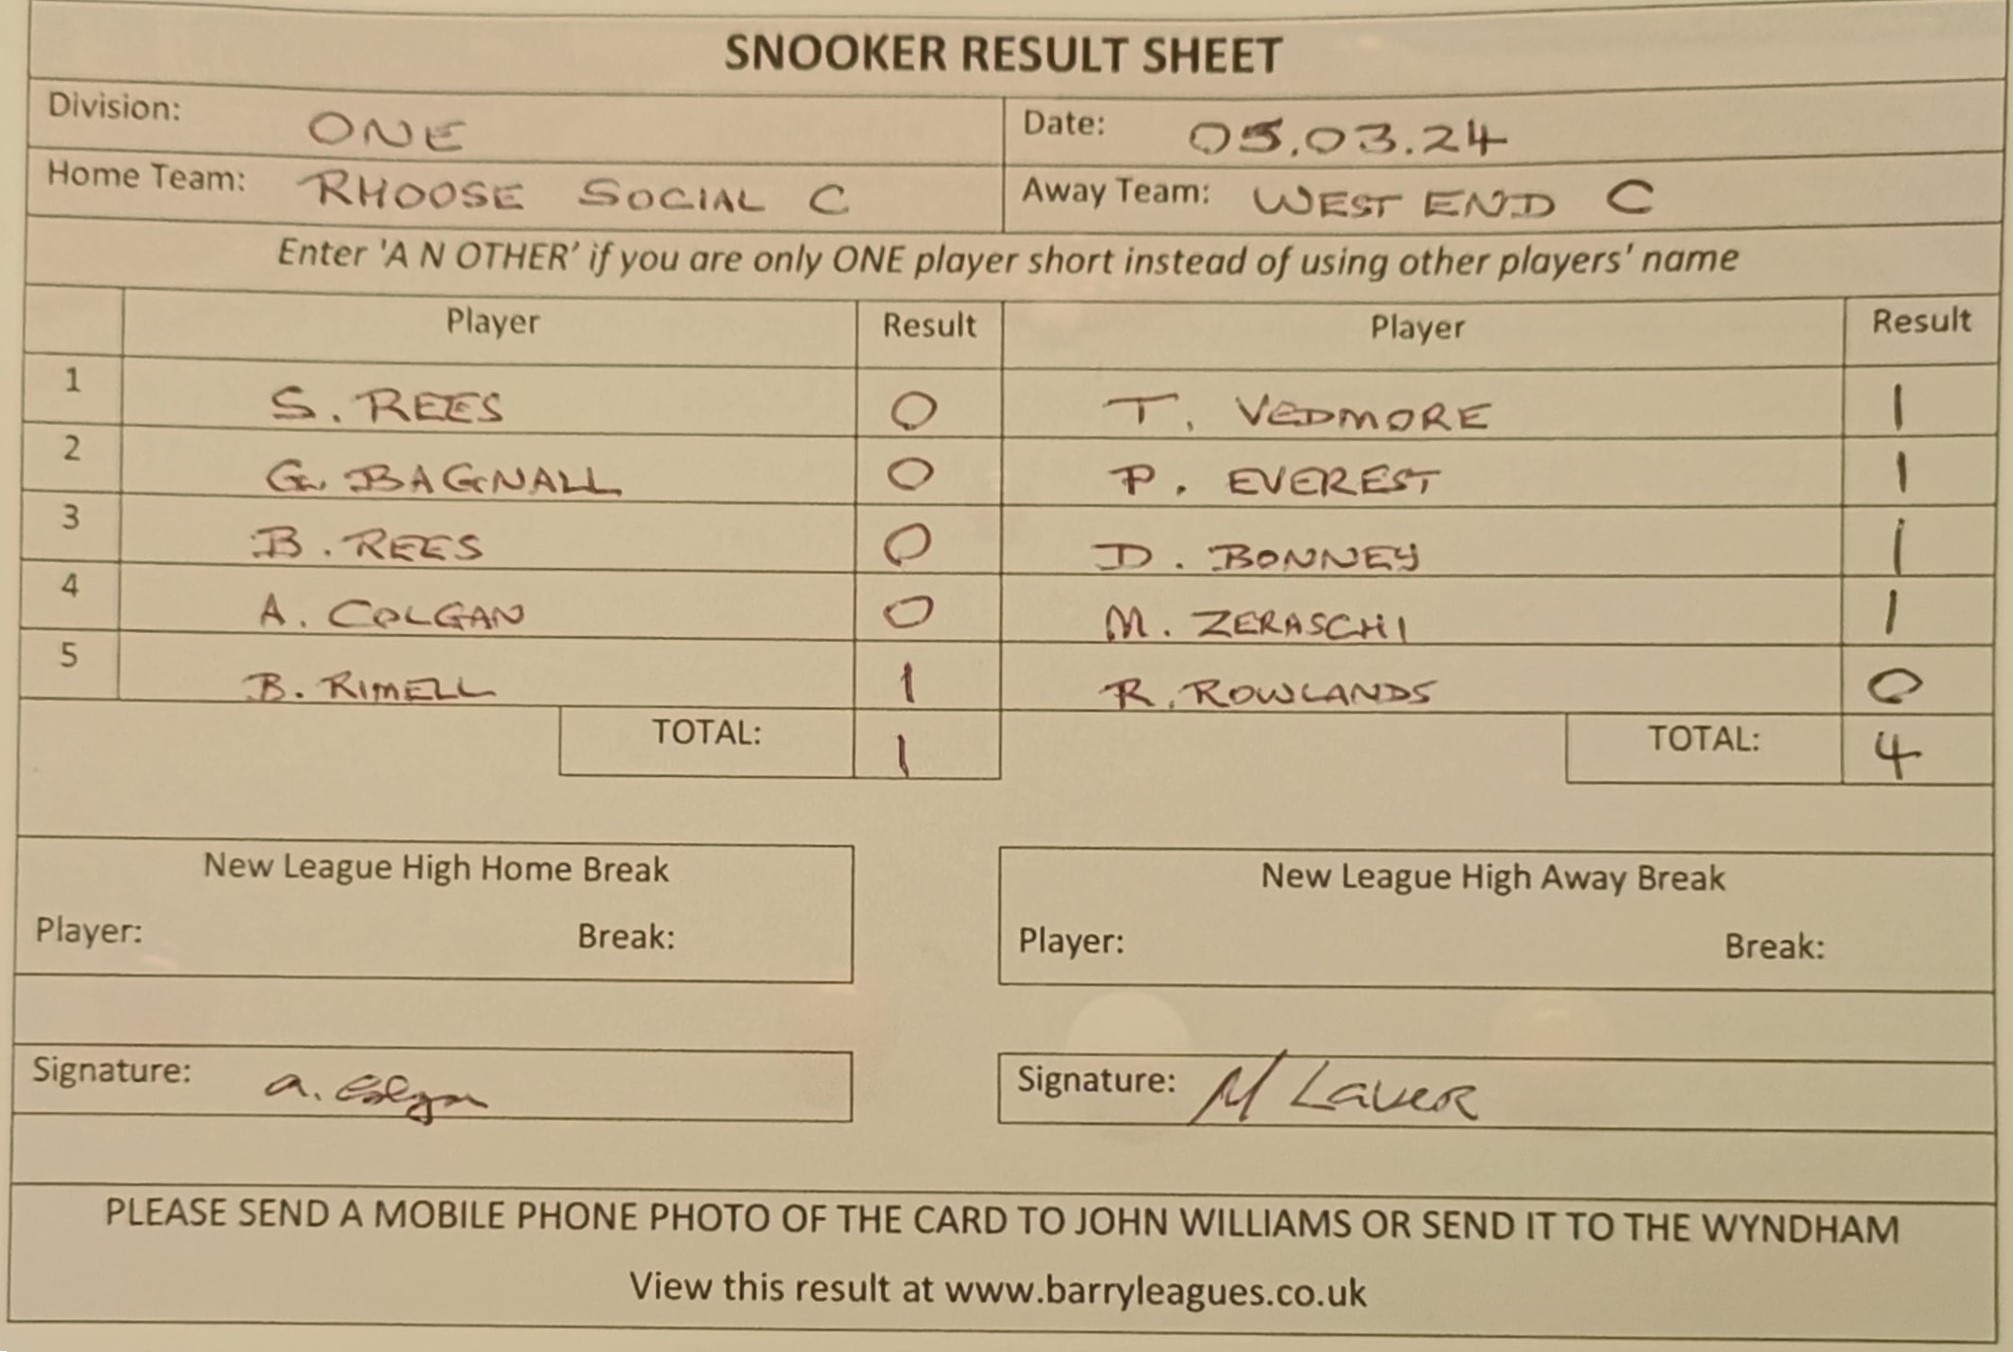 SNOOKER RESULT SHEET
Division: ONE Date: 05.03.24
Home Team: RHOOSE SOCIAL C Away Team: WEST END C
Enter 'A N OTHER' if you are only ONE player short instead of using other players' name
Player Result Player Result
1 S. REES 0 T. VEDMORE 1
2 G. BAGNALL 0 P. EVEREST 1
3 B. REES 0 D. BONNEY 1
4 A. COLGAN 0 M. ZERASCHI 1
5 B. RIMELL 1 R. ROWLANDS 0
TOTAL: 1 TOTAL: 4
New League High Home Break New League High Away Break
Player: Break: Player: Break:
Signature: a. Colgan Signature: M Laver
PLEASE SEND A MOBILE PHONE PHOTO OF THE CARD TO JOHN WILLIAMS OR SEND IT TO THE WYNDHAM
View this result at www.barryleagues.co.uk